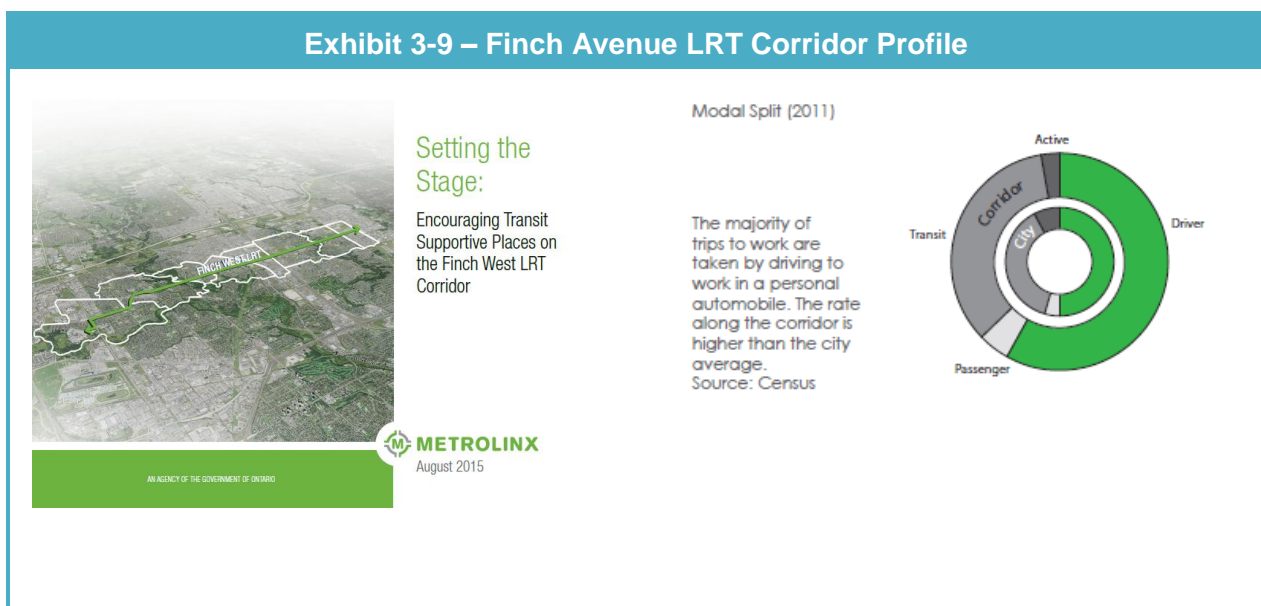 Exhibit 3-9 – Finch Avenue LRT Corridor Profile
FINCH WEST LRT
AN AGENCY OF THE GOVERNMENT OF ONTARIO
Setting the
Stage:
Encouraging Transit
Supportive Places on
the Finch West LRT
Corridor
M METROLINX
August 2015
Modal Split (2011)
The majority of
trips to work are
taken by driving to
work in a personal
automobile. The rate
along the corridor is
higher than the city
average.
Source: Census
Active
Corridor
City
Transit
Driver
Passenger